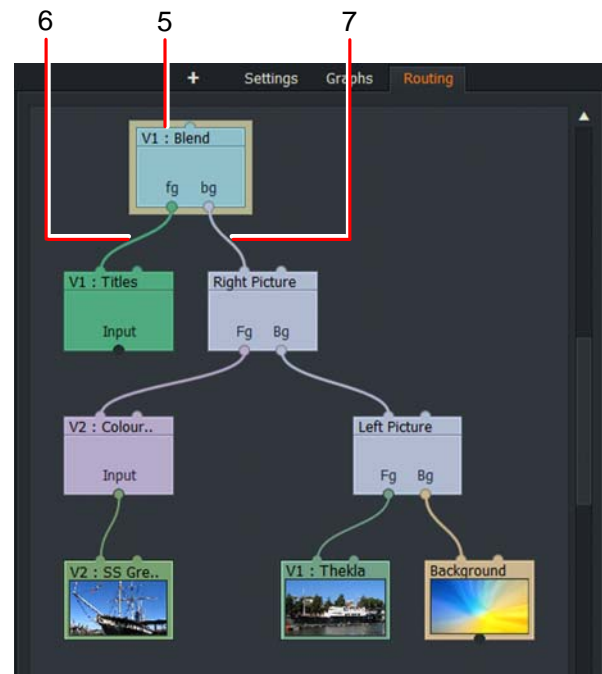 6 5 7
+ Settings Graphs Routing
V1 : Blend
fg bg
V1 : Titles Right Picture
Input Fg Bg
V2 : Colour.. Left Picture
Input Fg Bg
V2 : SS Gre.. V1 : Thekla Background